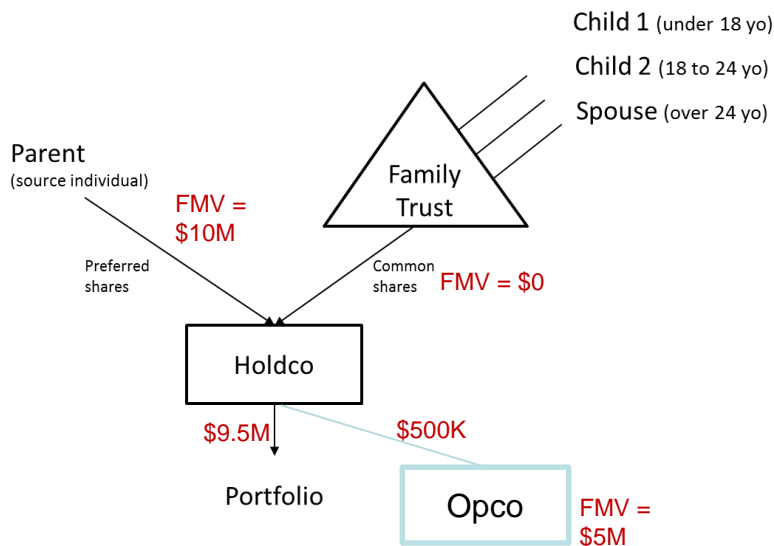 Child 1 (under 18 yo)
Child 2 (18 to 24 yo)
Spouse (over 24 yo)
Parent
(source individual)
Family
Trust
FMV =
$10M
Preferred
shares
Common
shares
FMV = $0
Holdco
$9.5M
$500K
Portfolio
Opco
FMV =
$5M